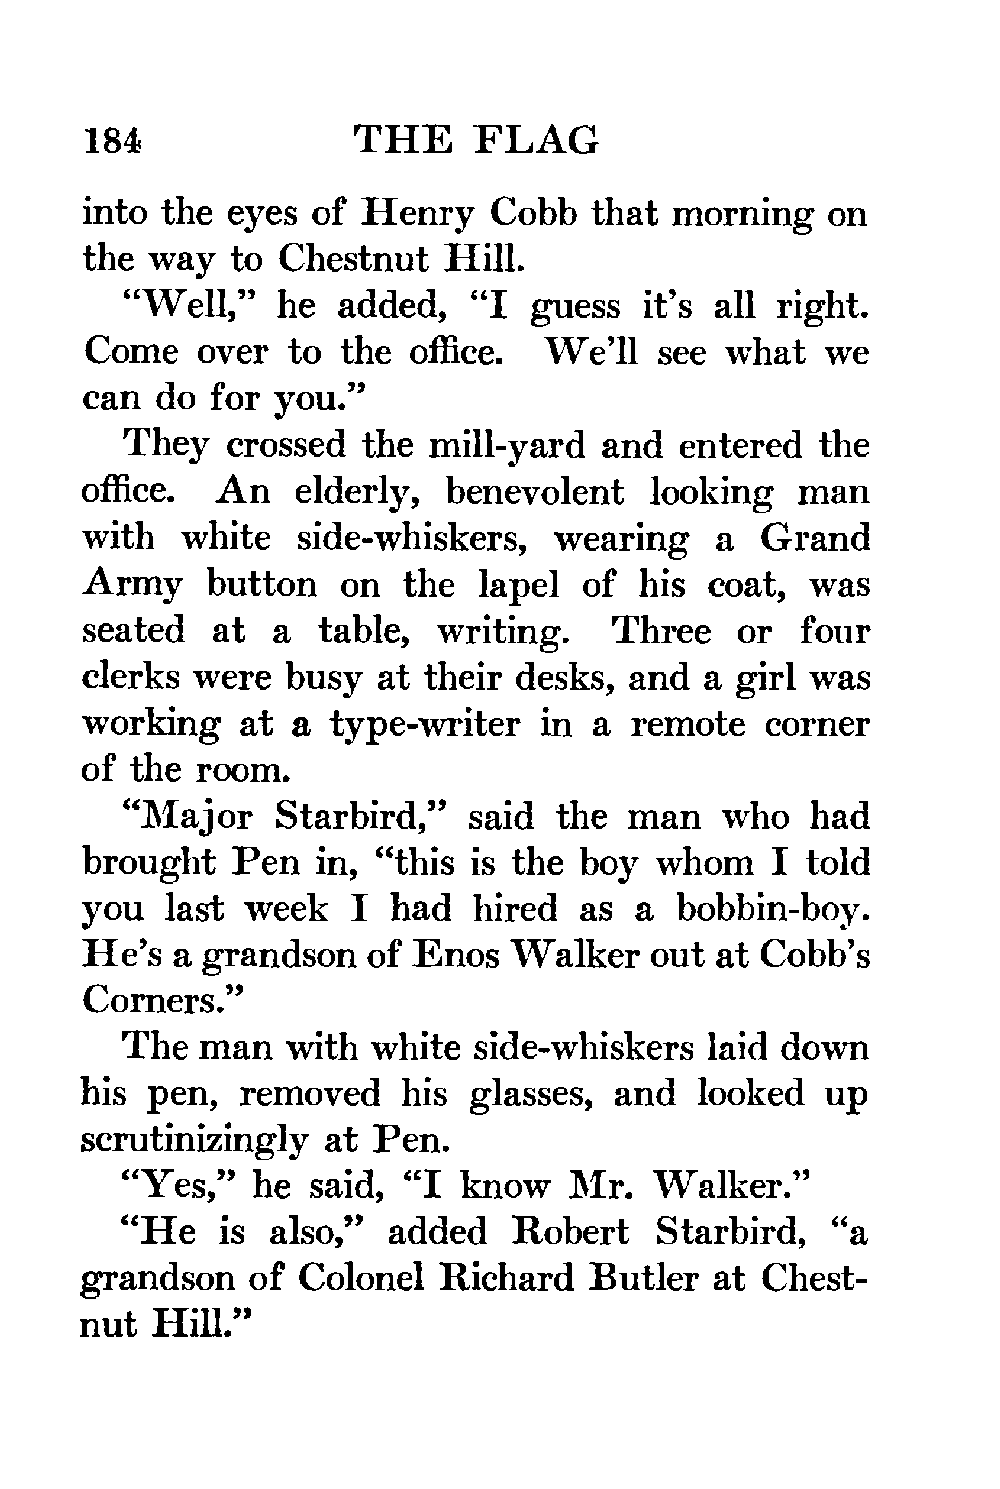 184 THE FLAG
into the eyes of Henry Cobb that morning on
the way to Chestnut Hill.
“Well,” he added, “I guess it’s all right.
Come over to the office. We’ll see what we
can do for you.”
They crossed the mill-yard and entered the
office. An elderly, benevolent looking man
with white side-whiskers, wearing a Grand
Army button on the lapel of his coat, was
seated at a table, writing. Three or four
clerks were busy at their desks, and a girl was
working at a type-writer in a remote corner
of the room.
“Major Starbird,” said the man who had
brought Pen in, “this is the boy whom I told
you last week I had hired as a bobbin-boy.
He’s a grandson of Enos Walker out at Cobb’s
Corners.”
The man with white side-whiskers laid down
his pen, removed his glasses, and looked up
scrutinizingly at Pen.
“Yes,” he said, “I know Mr. Walker.”
“He is also,” added Robert Starbird, “a
grandson of Colonel Richard Butler at Chest-
nut Hill.”